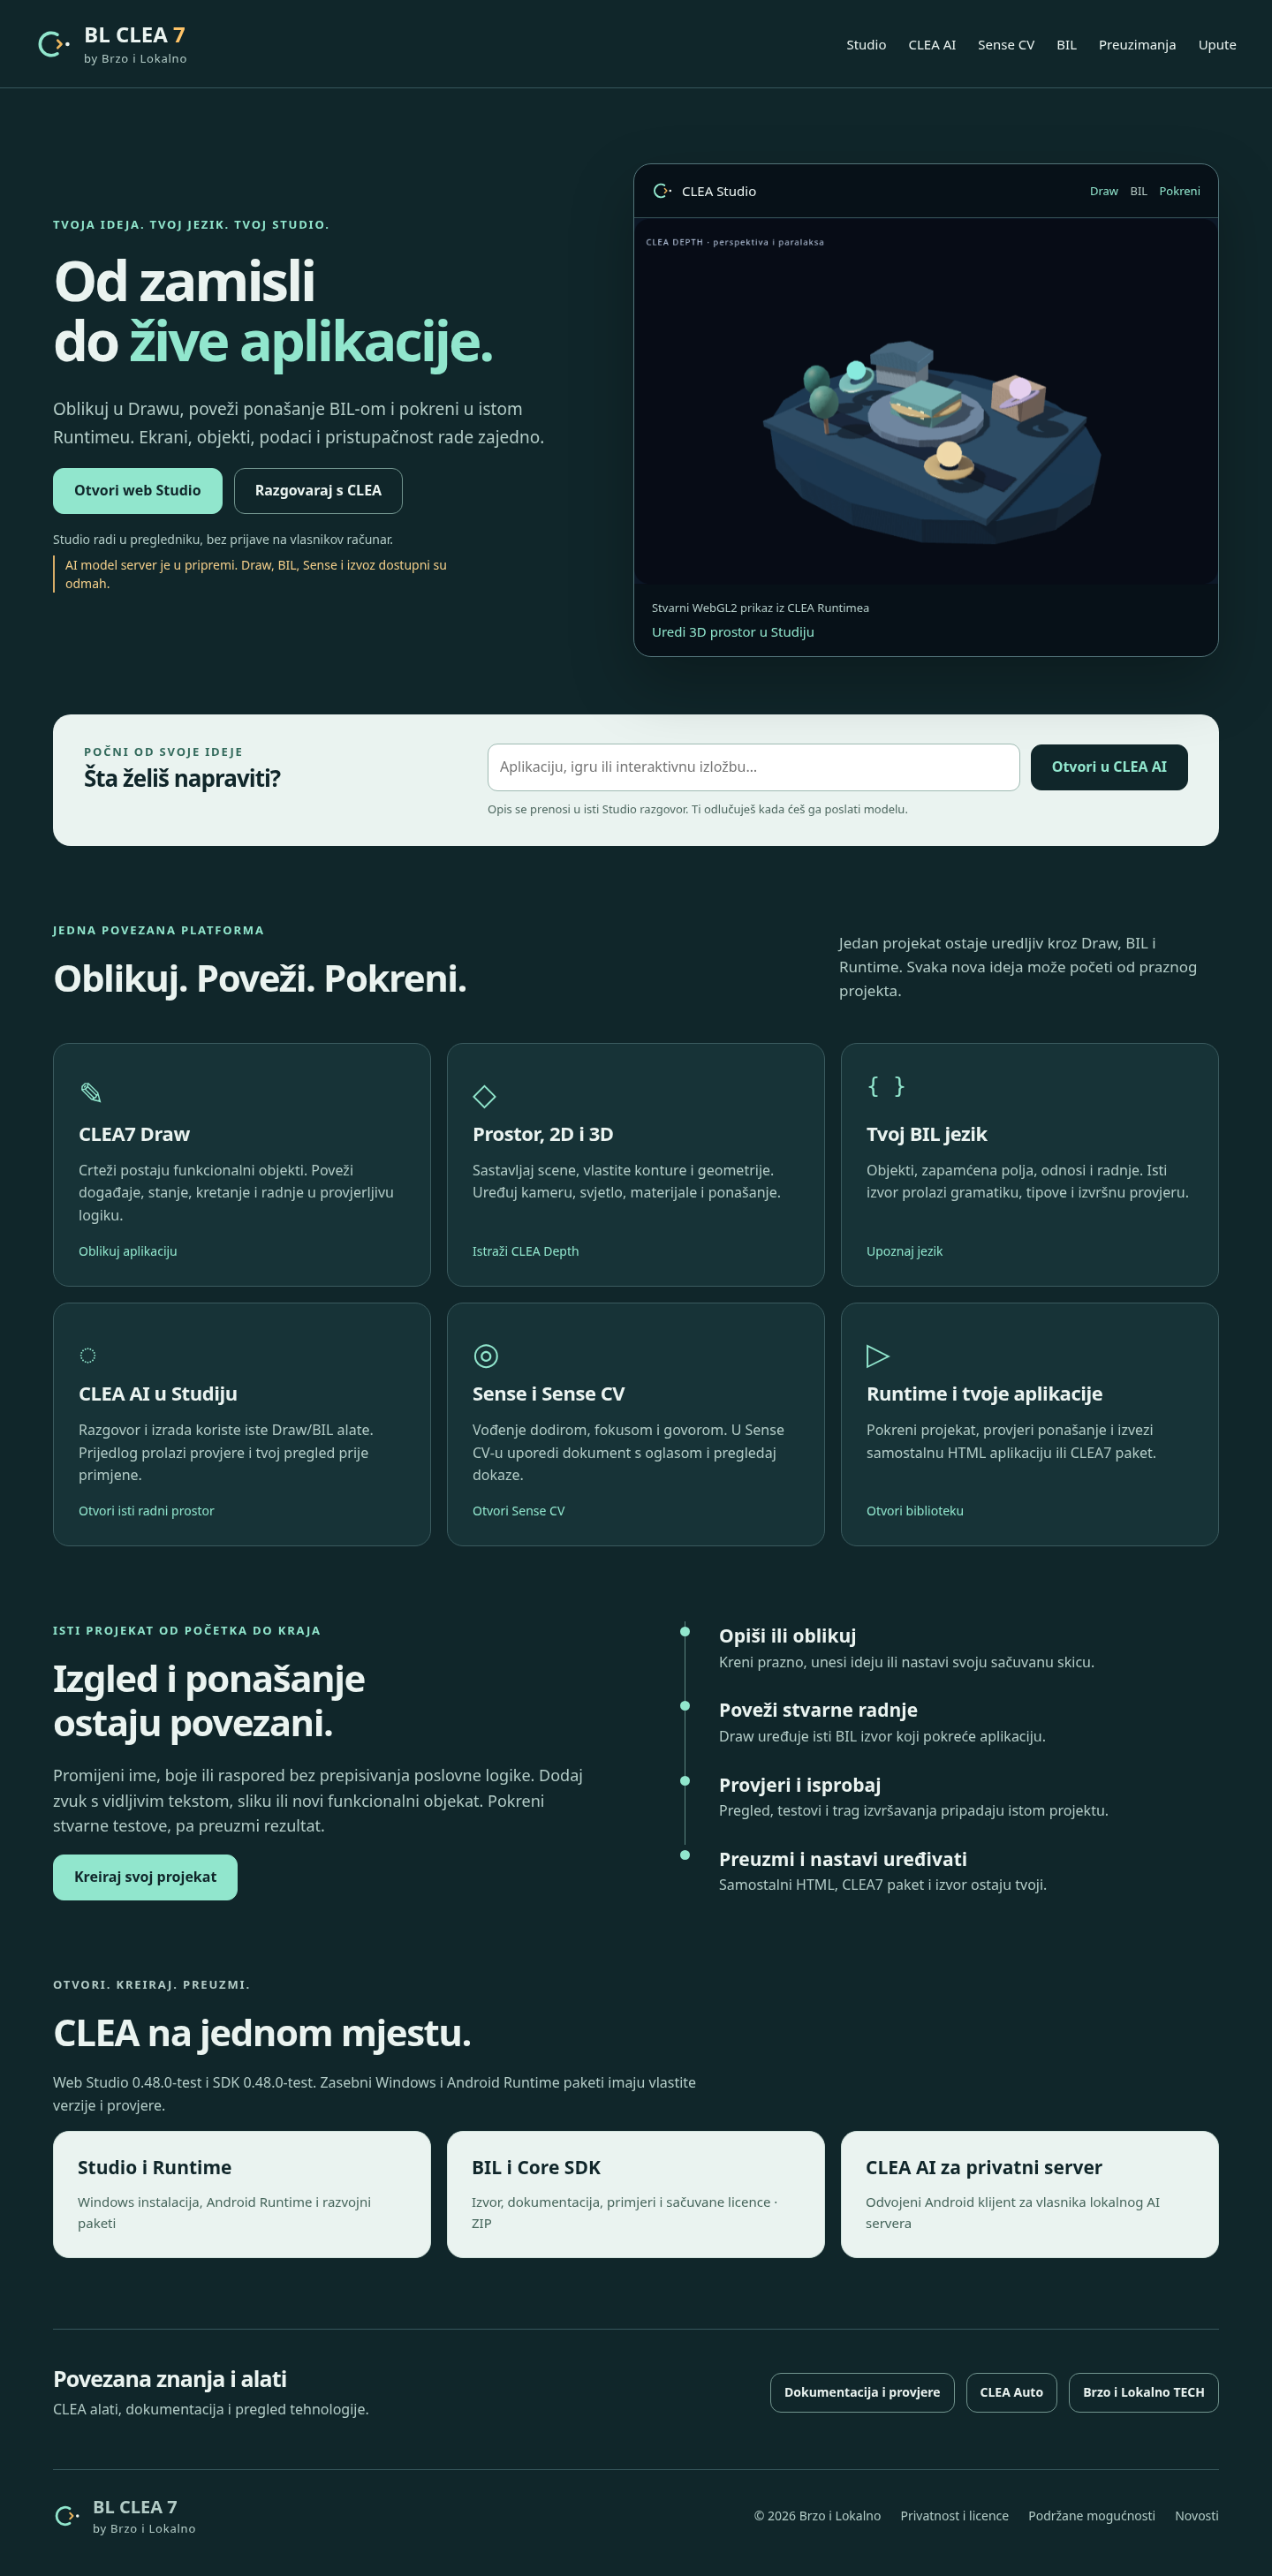 BL CLEA 7
by Brzo i Lokalno
Studio
CLEA AI
Sense CV
BIL
Preuzimanja
Upute
TVOJA IDEJA. TVOJ JEZIK. TVOJ STUDIO.
Od zamisli
do žive aplikacije.
Oblikuj u Drawu, poveži ponašanje BIL-om i pokreni u istom
Runtimeu. Ekrani, objekti, podaci i pristupačnost rade zajedno.
Otvori web Studio
Razgovaraj s CLEA
Studio radi u pregledniku, bez prijave na vlasnikov računar.
AI model server je u pripremi. Draw, BIL, Sense i izvoz dostupni su
odmah.
CLEA Studio
Draw
BIL
Pokreni
CLEA DEPTH · perspektiva i paralaksa
Stvarni WebGL2 prikaz iz CLEA Runtimea
Uredi 3D prostor u Studiju
POČNI OD SVOJE IDEJE
Šta želiš napraviti?
Aplikaciju, igru ili interaktivnu izložbu...
Otvori u CLEA AI
Opis se prenosi u isti Studio razgovor. Ti odlučuješ kada ćeš ga poslati modelu.
JEDNA POVEZANA PLATFORMA
Oblikuj. Poveži. Pokreni.
Jedan projekat ostaje uredljiv kroz Draw, BIL i
Runtime. Svaka nova ideja može početi od praznog
projekta.
CLEA7 Draw
Crteži postaju funkcionalni objekti. Poveži
događaje, stanje, kretanje i radnje u provjerljivu
logiku.
Oblikuj aplikaciju
Prostor, 2D i 3D
Sastavljaj scene, vlastite konture i geometrije.
Uređuj kameru, svjetlo, materijale i ponašanje.
Istraži CLEA Depth
{ }
Tvoj BIL jezik
Objekti, zapamćena polja, odnosi i radnje. Isti
izvor prolazi gramatiku, tipove i izvršnu provjeru.
Upoznaj jezik
CLEA AI u Studiju
Razgovor i izrada koriste iste Draw/BIL alate.
Prijedlog prolazi provjere i tvoj pregled prije
primjene.
Otvori isti radni prostor
Sense i Sense CV
Vođenje dodirom, fokusom i govorom. U Sense
CV-u uporedi dokument s oglasom i pregledaj
dokaze.
Otvori Sense CV
Runtime i tvoje aplikacije
Pokreni projekat, provjeri ponašanje i izvezi
samostalnu HTML aplikaciju ili CLEA7 paket.
Otvori biblioteku
ISTI PROJEKAT OD POČETKA DO KRAJA
Izgled i ponašanje
ostaju povezani.
Promijeni ime, boje ili raspored bez prepisivanja poslovne logike. Dodaj
zvuk s vidljivim tekstom, sliku ili novi funkcionalni objekat. Pokreni
stvarne testove, pa preuzmi rezultat.
Kreiraj svoj projekat
Opiši ili oblikuj
Kreni prazno, unesi ideju ili nastavi svoju sačuvanu skicu.
Poveži stvarne radnje
Draw uređuje isti BIL izvor koji pokreće aplikaciju.
Provjeri i isprobaj
Pregled, testovi i trag izvršavanja pripadaju istom projektu.
Preuzmi i nastavi uređivati
Samostalni HTML, CLEA7 paket i izvor ostaju tvoji.
OTVORI. KREIRAJ. PREUZMI.
CLEA na jednom mjestu.
Web Studio 0.48.0-test i SDK 0.48.0-test. Zasebni Windows i Android Runtime paketi imaju vlastite
verzije i provjere.
Studio i Runtime
Windows instalacija, Android Runtime i razvojni
paketi
BIL i Core SDK
Izvor, dokumentacija, primjeri i sačuvane licence ·
ZIP
CLEA AI za privatni server
Odvojeni Android klijent za vlasnika lokalnog AI
servera
Povezana znanja i alati
CLEA alati, dokumentacija i pregled tehnologije.
Dokumentacija i provjere
CLEA Auto
Brzo i Lokalno TECH
BL CLEA 7
by Brzo i Lokalno
© 2026 Brzo i Lokalno
Privatnost i licence
Podržane mogućnosti
Novosti